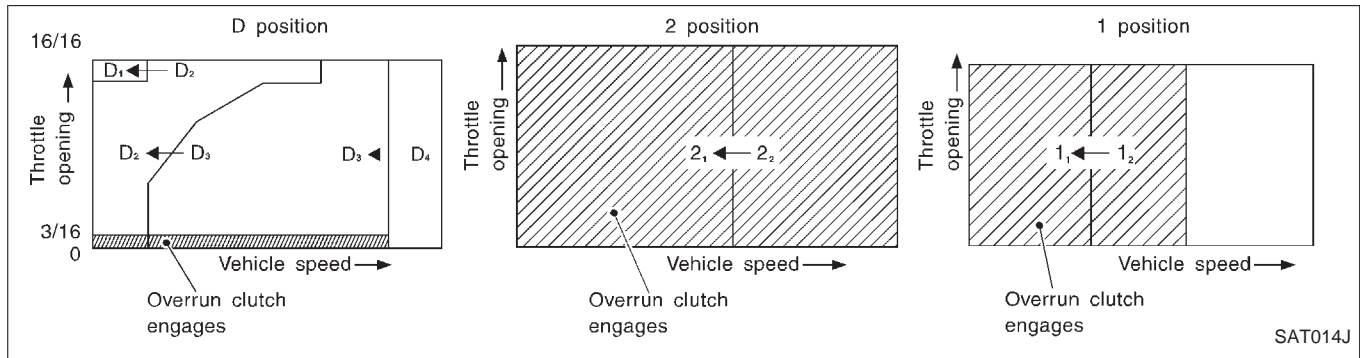 D position
16/16
Throttle opening
3/16
0
D₁ ← D₂
D₂ ← D₃
D₃ ◄ D₄
Vehicle speed
Overrun clutch
engages
2 position
Throttle opening
2₁ ← 2₂
Vehicle speed
Overrun clutch
engages
1 position
Throttle opening
1₁ ← 1₂
Vehicle speed
Overrun clutch
engages
SAT014J